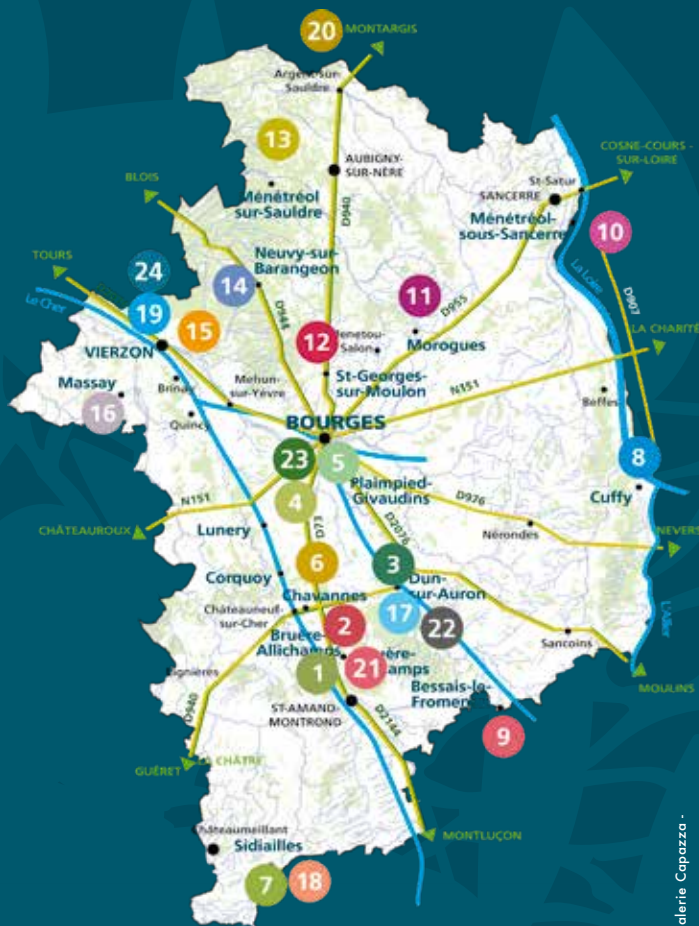 20
MONTARGIS
Argent-sur-
Sauldre
13
AUBIGNY-
SUR-NÈRE
COSNE-COURS -
SUR-LOIRE
BLOIS
Ménétréol
sur-Sauldre
D940
St-Satur
SANCERRE
Ménétréol-
sous-Sancerre
10
TOURS
24
Neuvy-sur-
Barangeon
14
La Loire
D907
Le Cher
19
15
D944
11
D955
12
Salon
Morogues
LA CHARITÉ
VIERZON
Massay
16
Brinay
Mehun-
sur-Yèvre
St-Georges-
sur-Moulon
N151
Beffes
Quincy
BOURGES
23
5
8
Plaimpied-
Givaudins
Cuffy
4
N151
D73
D976
D2076
CHÂTEAUROUX
Lunery
Nérondes
NEVERS
6
3
Corquoy
Dun-
sur-Auron
Chavannes
Châteauneuf-
sur-Cher
17
22
L'Allier
2
Bruère-
Allichamps
21
Sancoins
1
Bessais-le-
Fromental
MOULINS
ST-AMAND-
MONTROND
D2144
9
D940
LA CHÂTRE
GUÉRET
MONTLUÇON
Châteaumeillant
Sidiailles
7
18
alerie Capazza -